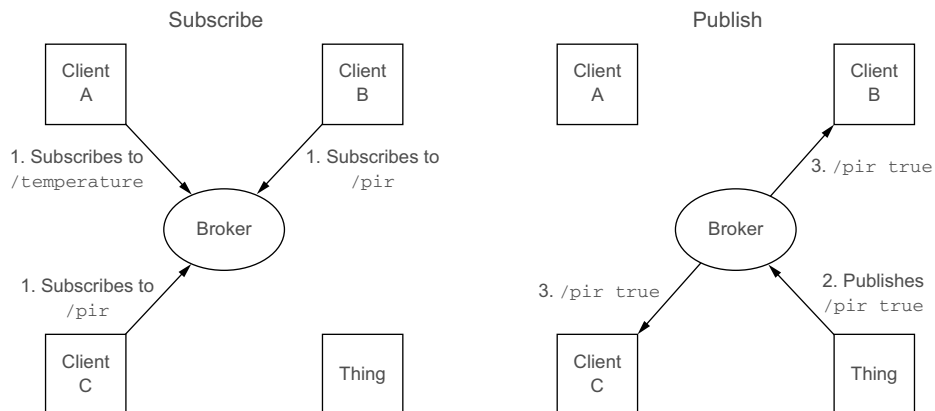 Subscribe
Publish
Client
A
Client
B
1. Subscribes to
/temperature
1. Subscribes to
/pir
Broker
1. Subscribes to
/pir
Client
C
Thing
Client
A
Client
B
3. /pir true
Broker
3. /pir true
2. Publishes
/pir true
Client
C
Thing